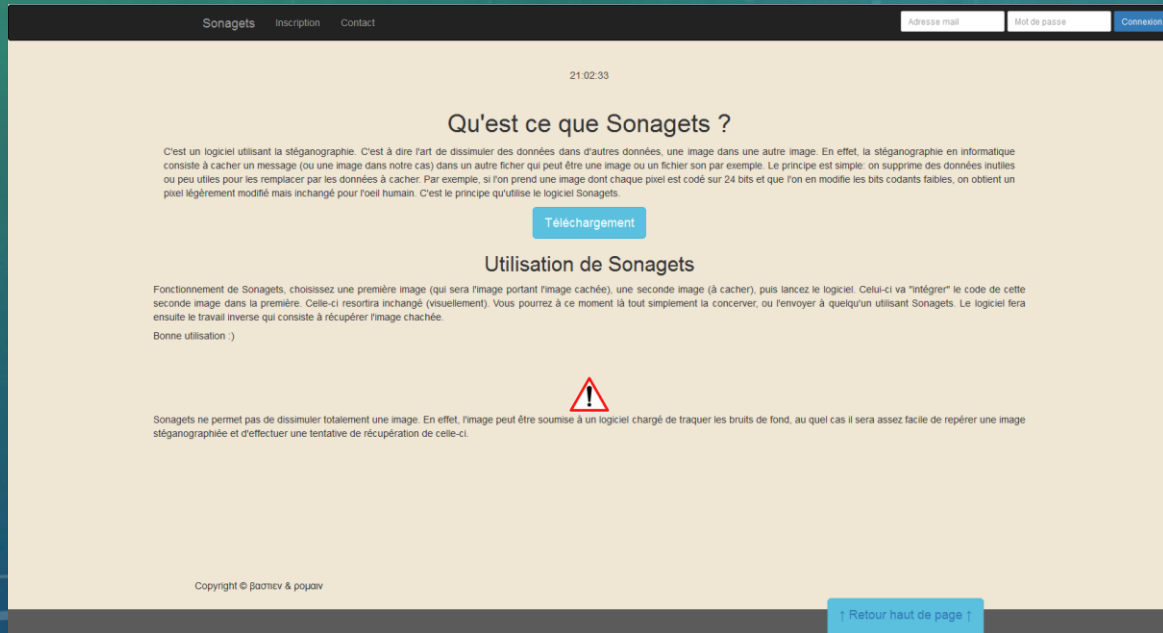 Sonagets Inscription Contact Adresse mail Mot de passe Connexion
21:02:33
Qu'est ce que Sonagets ?
C'est un logiciel utilisant la stéganographie. C'est à dire l'art de dissimuler des données dans d'autres données, une image dans une autre image. En effet, la stéganographie en informatique
consiste à cacher un message (ou une image dans notre cas) dans un autre ficher qui peut être une image ou un fichier son par exemple. Le principe est simple: on supprime des données inutiles
ou peu utiles pour les remplacer par les données à cacher. Par exemple, si l'on prend une image dont chaque pixel est codé sur 24 bits et que l'on en modifie les bits codants faibles, on obtient un
pixel légèrement modifié mais inchangé pour l'oeil humain. C'est le principe qu'utilise le logiciel Sonagets.
Téléchargement
Utilisation de Sonagets
Fonctionnement de Sonagets, choisissez une première image (qui sera l'image portant l'image cachée), une seconde image (à cacher), puis lancez le logiciel. Celui-ci va "intégrer" le code de cette
seconde image dans la première. Celle-ci resortira inchangé (visuellement). Vous pourrez à ce moment là tout simplement la concerver, ou l'envoyer à quelqu'un utilisant Sonagets. Le logiciel fera
ensuite le travail inverse qui consiste à récupérer l'image chachée.
Bonne utilisation :)
Sonagets ne permet pas de dissimuler totalement une image. En effet, l'image peut être soumise à un logiciel chargé de traquer les bruits de fond, au quel cas il sera assez facile de repérer une image
stéganographiée et d'effectuer une tentative de récupération de celle-ci.
Copyright © βασπεν & ρομαιν
↑ Retour haut de page ↑